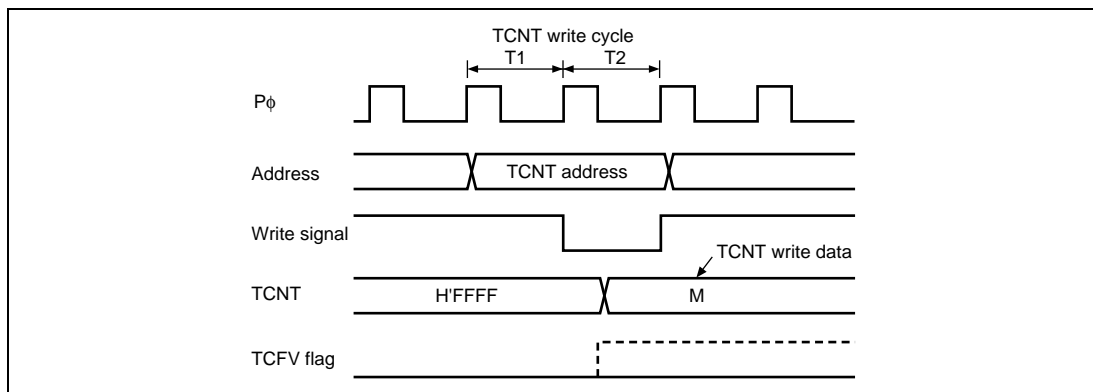 TCNT write cycle
T1 T2
Pφ
Address TCNT address
Write signal
TCNT write data
TCNT H'FFFF M
TCFV flag